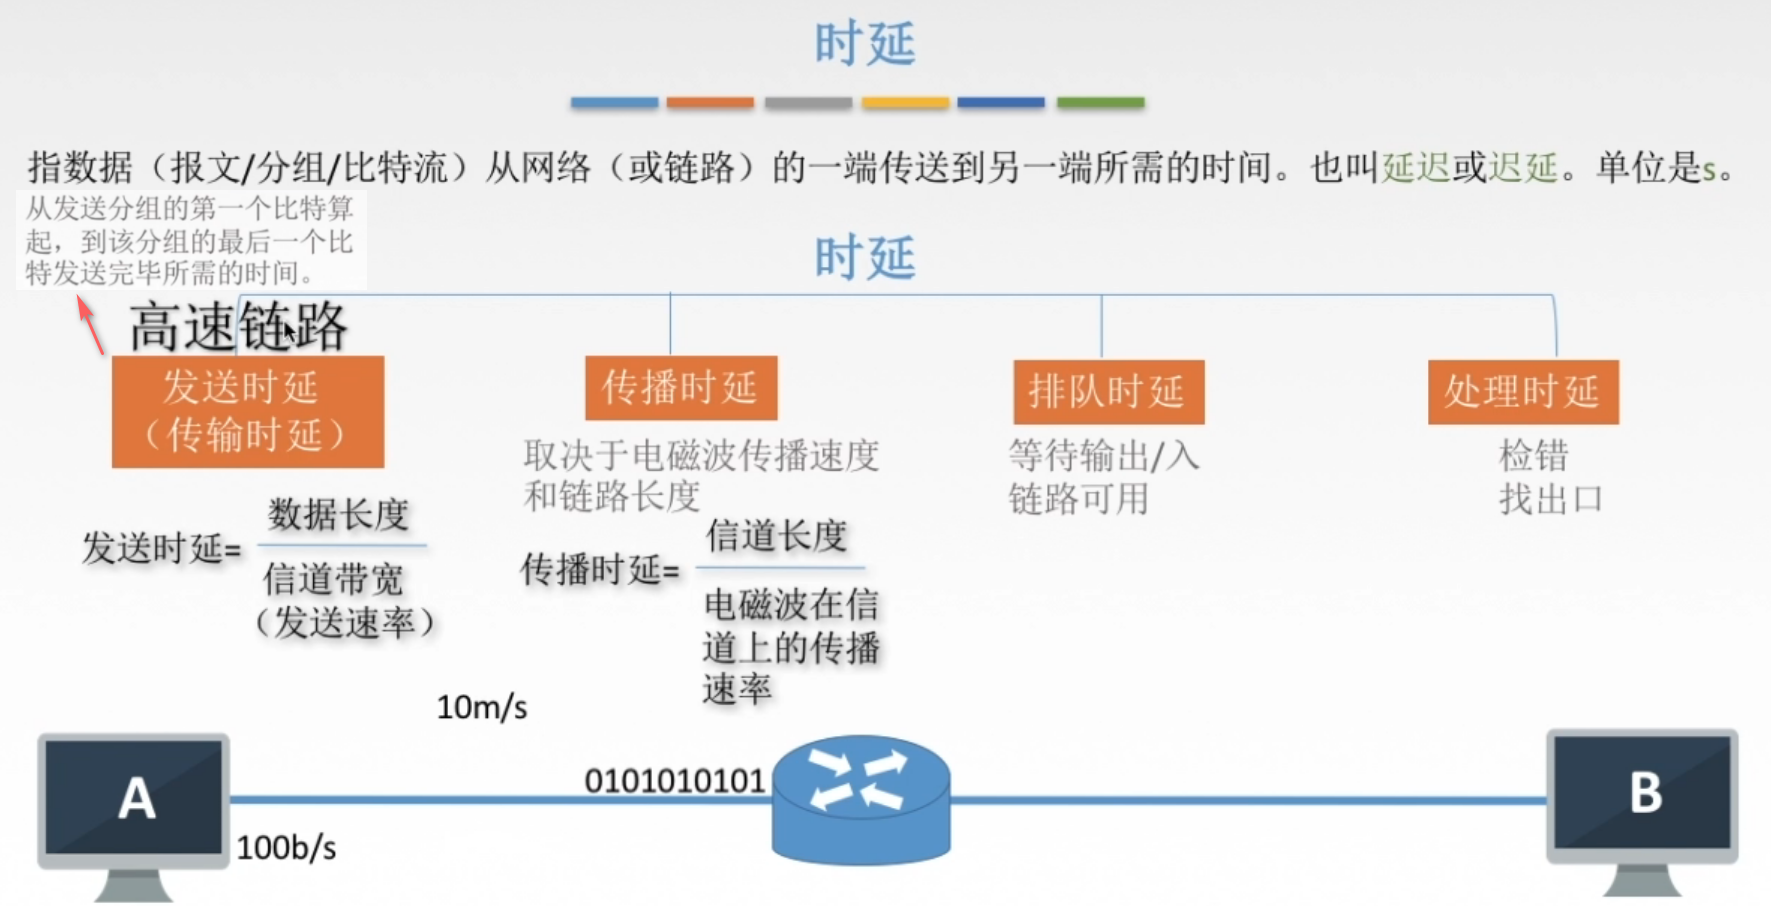 时延
指数据（报文/分组/比特流）从网络（或链路）的一端传送到另一端所需的时间。也叫延迟或迟延。单位是s。
从发送分组的第一个比特算
起，到该分组的最后一个比
特发送完毕所需的时间。
时延
高速链路
发送时延
（传输时延）
传播时延
排队时延
处理时延
取决于电磁波传播速度
和链路长度
等待输出/入
链路可用
检错
找出口
发送时延=
数据长度
信道带宽
（发送速率）
传播时延=
信道长度
电磁波在信
道上的传播
速率
10m/s
A
0101010101
B
100b/s